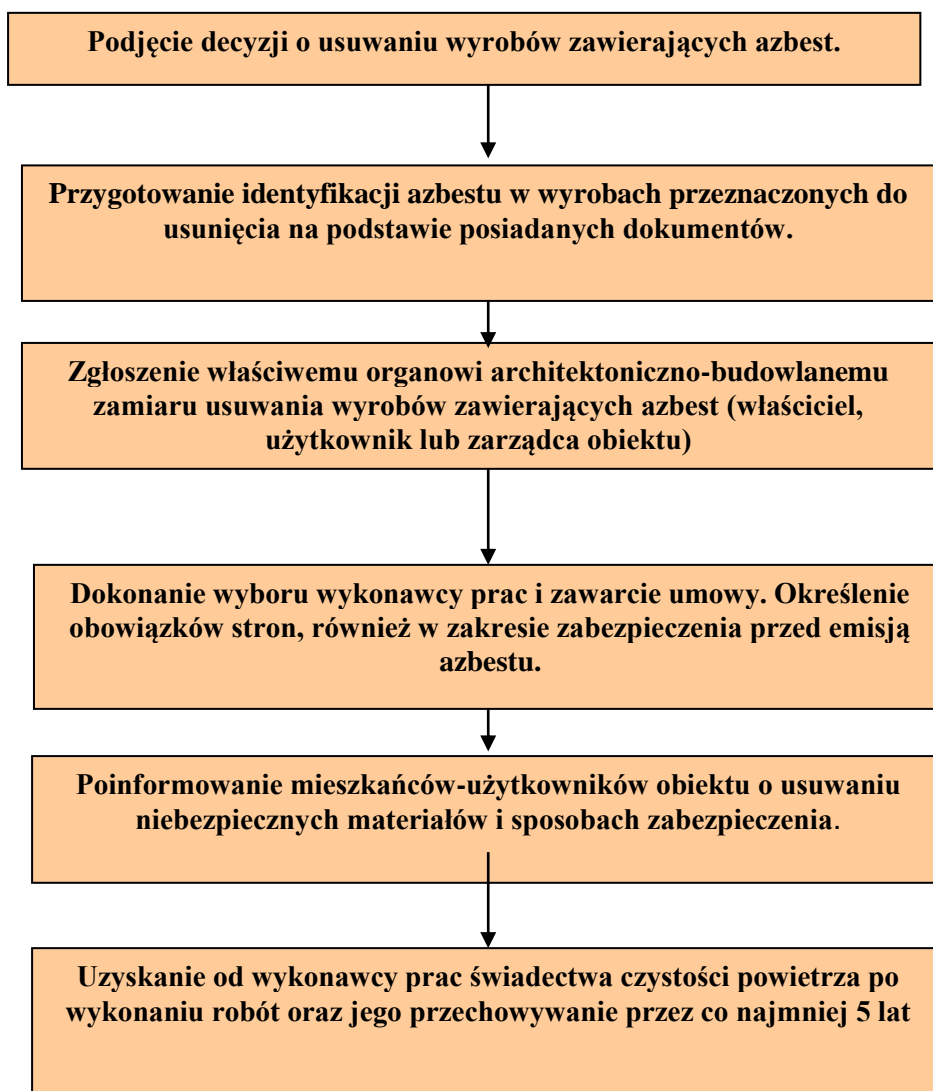 Podjęcie decyzji o usuwaniu wyrobów zawierających azbest.
Przygotowanie identyfikacji azbestu w wyrobach przeznaczonych do
usunięcia na podstawie posiadanych dokumentów.
Zgłoszenie właściwemu organowi architektoniczno-budowlanemu
zamiaru usuwania wyrobów zawierających azbest (właściciel,
użytkownik lub zarządca obiektu)
Dokonanie wyboru wykonawcy prac i zawarcie umowy. Określenie
obowiązków stron, również w zakresie zabezpieczenia przed emisją
azbestu.
Poinformowanie mieszkańców-użytkowników obiektu o usuwaniu
niebezpiecznych materiałów i sposobach zabezpieczenia.
Uzyskanie od wykonawcy prac świadectwa czystości powietrza po
wykonaniu robót oraz jego przechowywanie przez co najmniej 5 lat